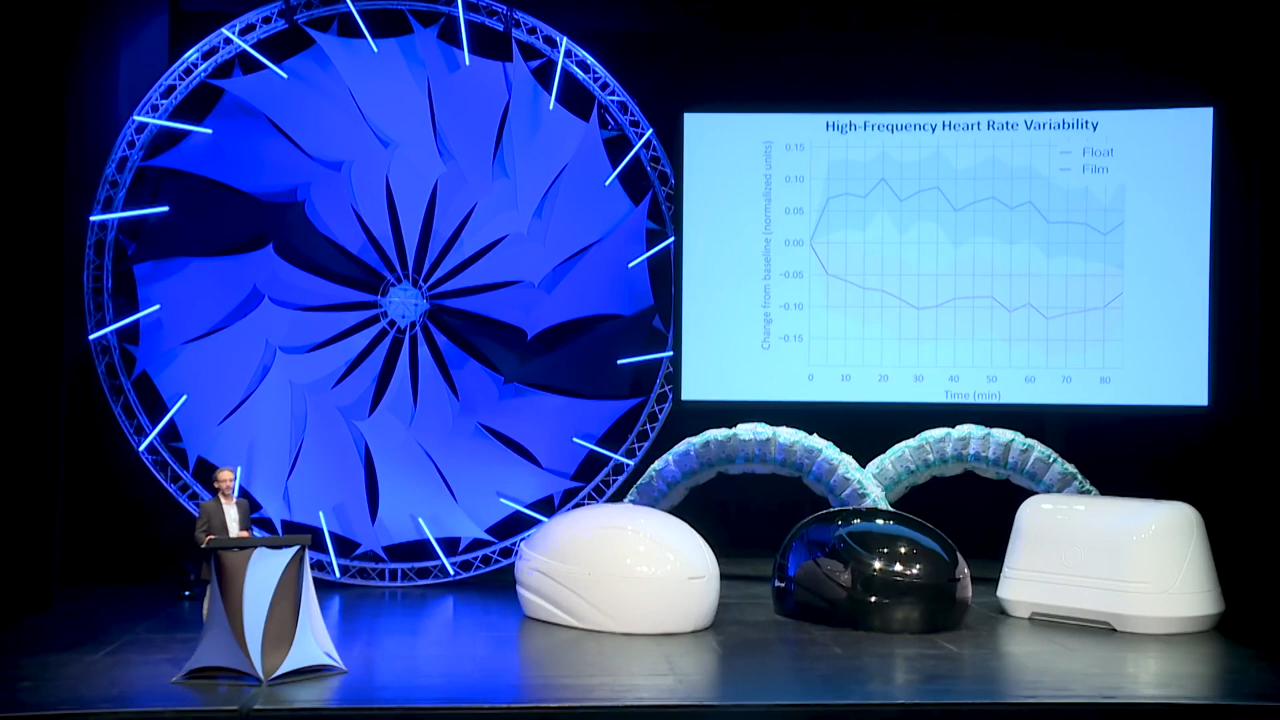 High-Frequency Heart Rate Variability
Float
Film
Change from baseline (normalized units)
0.15
0.10
0.05
0.00
−0.05
−0.10
−0.15
0 10 20 30 40 50 60 70 80
Time (min)